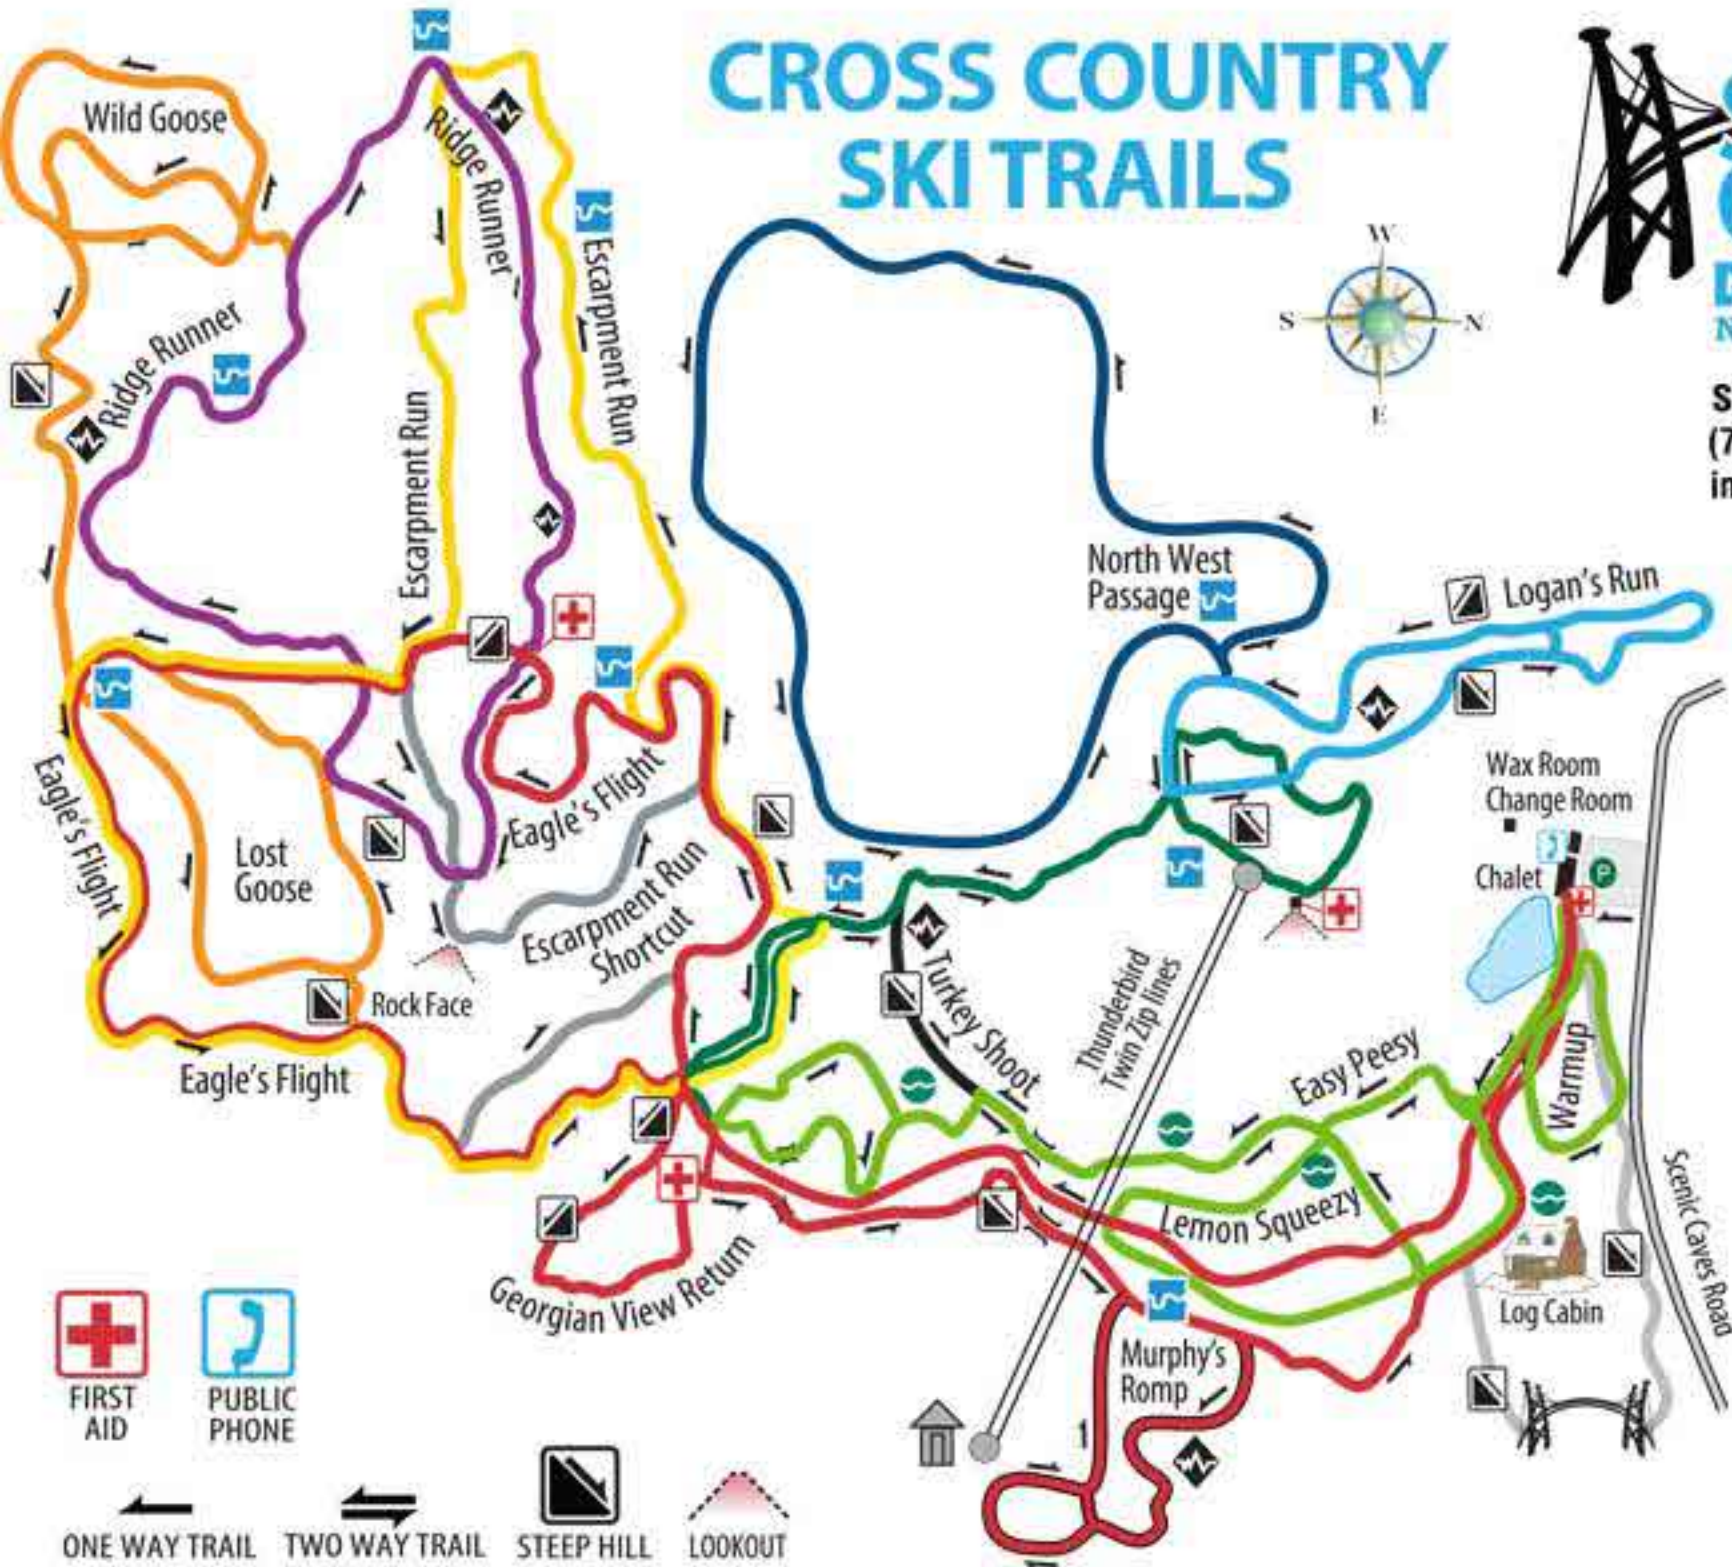 CROSS COUNTRY
SKI TRAILS
Wild Goose
Ridge Runner
Escarpment Run
W
S
N
E
Ridge Runner
Escarpment Run
North West
Passage
Logan's Run
Wax Room
Change Room
Chalet
P
Eagle's Flight
Eagle's Flight
Lost
Goose
Escarpment Run
Shortcut
Rock Face
Turkey Shoot
Thunderbird
Twin Zip lines
Easy Peesy
Warmup
Eagle's Flight
Lemon Squeezy
Scenic Caves Road
Georgian View Return
Log Cabin
Murphy's
Romp
FIRST
AID
PUBLIC
PHONE
ONE WAY TRAIL
TWO WAY TRAIL
STEEP HILL
LOOKOUT